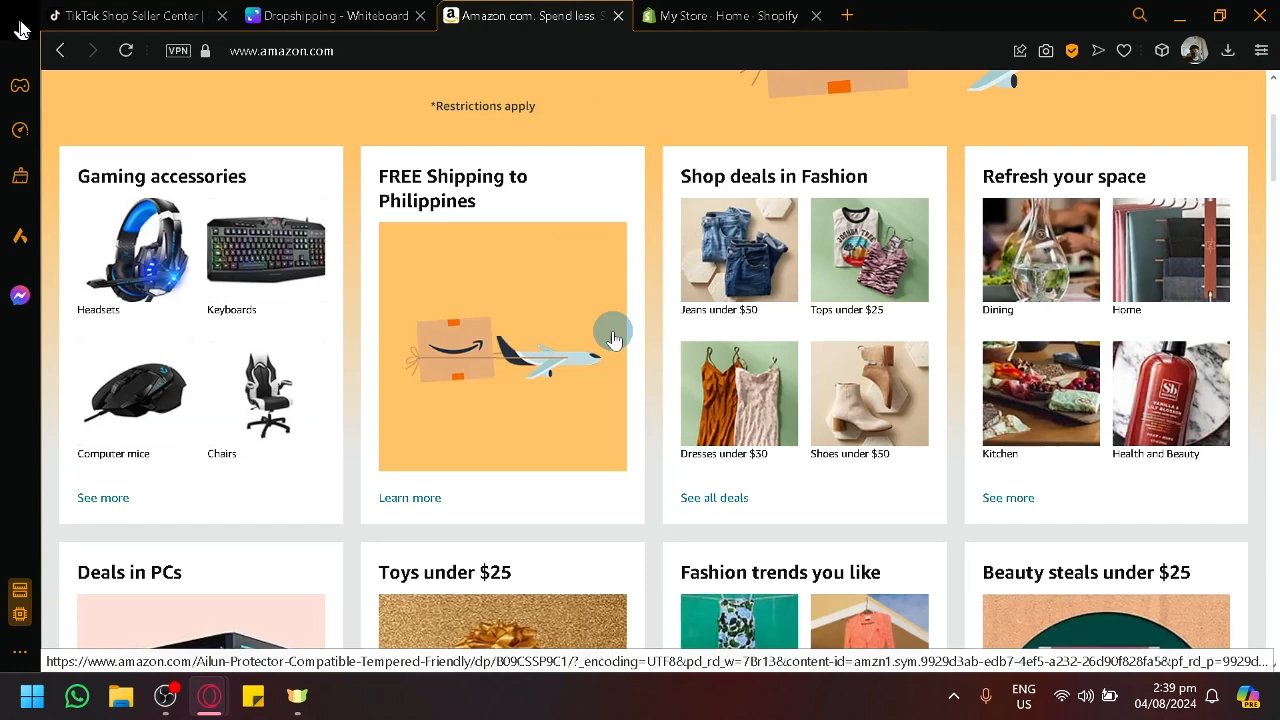 TikTok Shop Seller Center |
Dropshipping - Whiteboard
Amazon.com. Spend less. S
My Store · Home · Shopify
VPN
www.amazon.com
*Restrictions apply
Gaming accessories
Headsets
Keyboards
Computer mice
Chairs
See more
FREE Shipping to
Philippines
Learn more
Shop deals in Fashion
Jeans under $50
Tops under $25
Dresses under $30
Shoes under $50
See all deals
Refresh your space
Dining
Home
Kitchen
Health and Beauty
See more
Deals in PCs
Toys under $25
Fashion trends you like
Beauty steals under $25
https://www.amazon.com/Ailun-Protector-Compatible-Tempered-Friendly/dp/B09CSSP9C1/?_encoding=UTF8&pd_rd_w=7Br13&content-id=amzn1.sym.9929d3ab-edb7-4ef5-a232-26d90f828fa5&pf_rd_p=9929d...
ENG
US
2:39 pm
04/08/2024
PRE